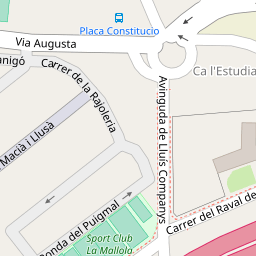 Plaça Constitucio
Via Augusta
Carrer de la Rajoleria
Ca l'Estudia
Avinguda de Lluís Companys
Macià i Llusà
Ronda del Puigmal
Sport Club
La Mallola
Carrer del Raval de